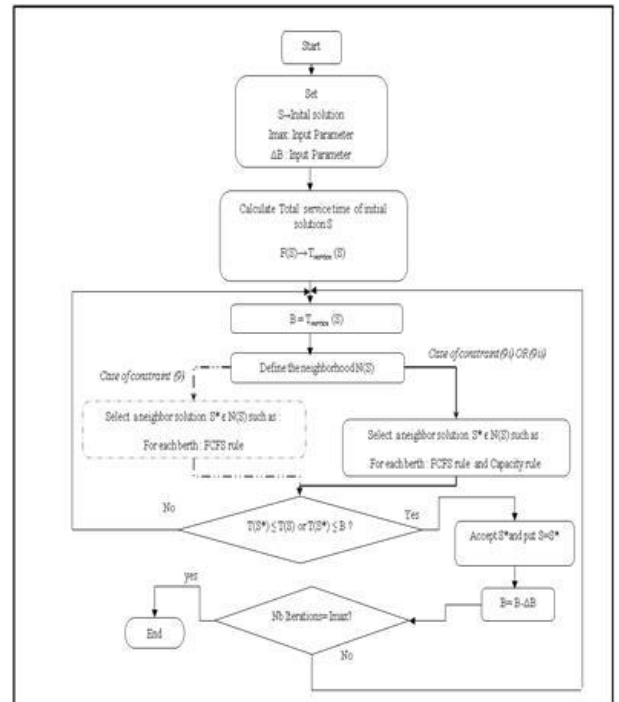 Start
Set
S→Initial solution
Imax: Input Parameter
ΔB : Input Parameter
Calculate Total service time of initial
solution S
F(S)→T (S)
B = T (S)
Define the neighborhood N(S)
Case of constraint (9)
Case of constraint (9i) OR (9ii)
Select a neighbor solution S* ε N(S) such as :
For each berth : FCFS rule
Select a neighbor solution S* ε N(S) such as :
For each berth : FCFS rule and Capacity rule
No
T(S*) ≤ T(S) or T(S*) ≤ B ?
Yes
Accept S* and put S=S*
B= B-ΔB
yes
Nb Iterations= Imax?
End
No